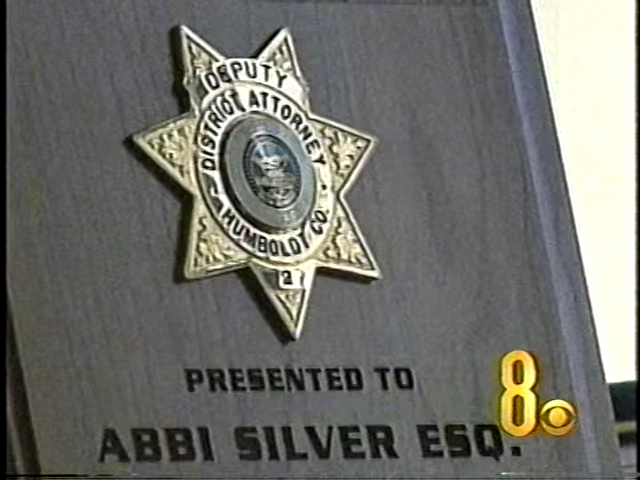 DEPUTY
DISTRICT ATTORNEY
HUMBOLDT CO.
2
PRESENTED TO
ABBI SILVER ESQ.
8